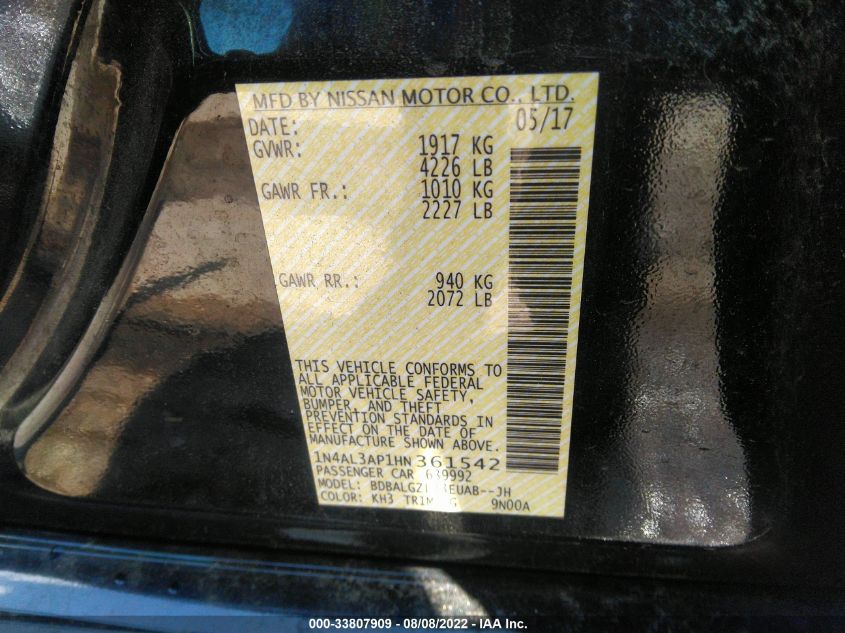 MFD BY NISSAN MOTOR CO., LTD.
DATE: 05/17
GVWR: 1917 KG
4226 LB
GAWR FR.: 1010 KG
2227 LB
GAWR RR.: 940 KG
2072 LB
THIS VEHICLE CONFORMS TO
ALL APPLICABLE FEDERAL
MOTOR VEHICLE SAFETY,
BUMPER, AND THEFT
PREVENTION STANDARDS IN
EFFECT ON THE DATE OF
MANUFACTURE SHOWN ABOVE.
1N4AL3AP1HN 361542
PASSENGER CAR 639992
MODEL:
COLOR: KH3 9N00A
000-33807909 - 08/08/2022 - IAA Inc.